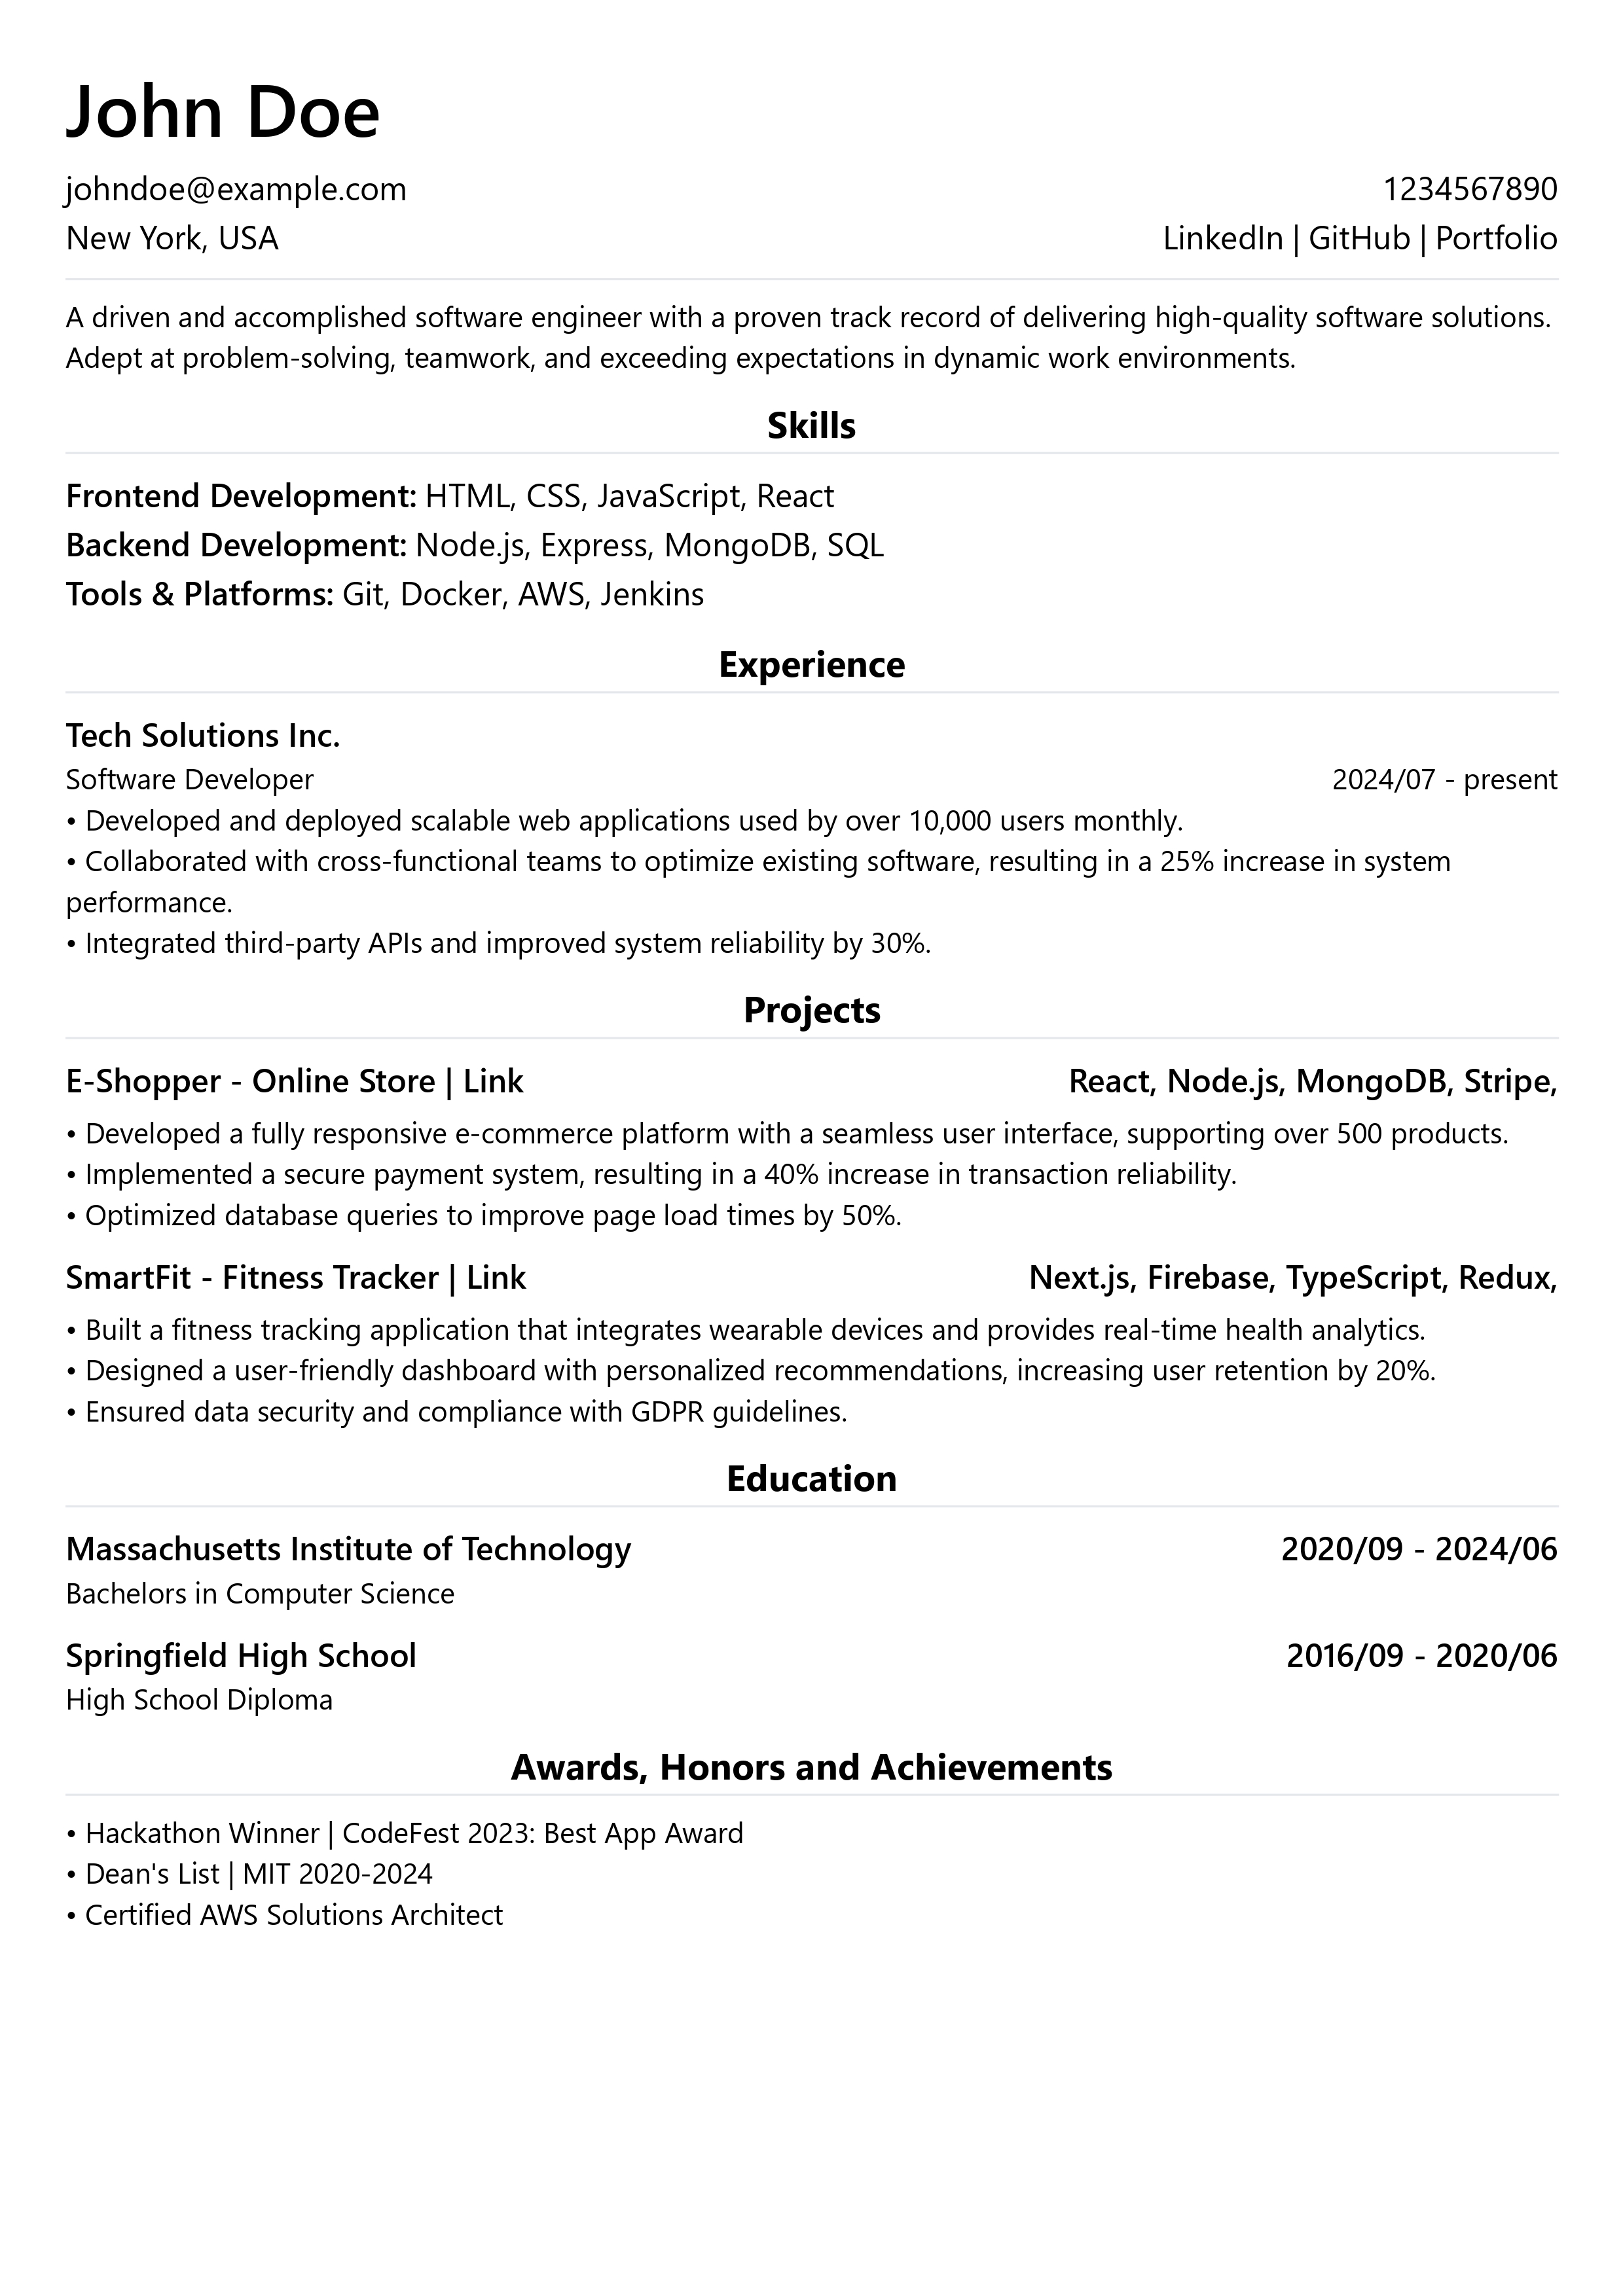 John Doe
johndoe@example.com 1234567890
New York, USA LinkedIn | GitHub | Portfolio
A driven and accomplished software engineer with a proven track record of delivering high-quality software solutions.
Adept at problem-solving, teamwork, and exceeding expectations in dynamic work environments.
Skills
Frontend Development: HTML, CSS, JavaScript, React
Backend Development: Node.js, Express, MongoDB, SQL
Tools & Platforms: Git, Docker, AWS, Jenkins
Experience
Tech Solutions Inc.
Software Developer 2024/07 - present
• Developed and deployed scalable web applications used by over 10,000 users monthly.
• Collaborated with cross-functional teams to optimize existing software, resulting in a 25% increase in system
performance.
• Integrated third-party APIs and improved system reliability by 30%.
Projects
E-Shopper - Online Store | Link React, Node.js, MongoDB, Stripe,
• Developed a fully responsive e-commerce platform with a seamless user interface, supporting over 500 products.
• Implemented a secure payment system, resulting in a 40% increase in transaction reliability.
• Optimized database queries to improve page load times by 50%.
SmartFit - Fitness Tracker | Link Next.js, Firebase, TypeScript, Redux,
• Built a fitness tracking application that integrates wearable devices and provides real-time health analytics.
• Designed a user-friendly dashboard with personalized recommendations, increasing user retention by 20%.
• Ensured data security and compliance with GDPR guidelines.
Education
Massachusetts Institute of Technology 2020/09 - 2024/06
Bachelors in Computer Science
Springfield High School 2016/09 - 2020/06
High School Diploma
Awards, Honors and Achievements
• Hackathon Winner | CodeFest 2023: Best App Award
• Dean's List | MIT 2020-2024
• Certified AWS Solutions Architect